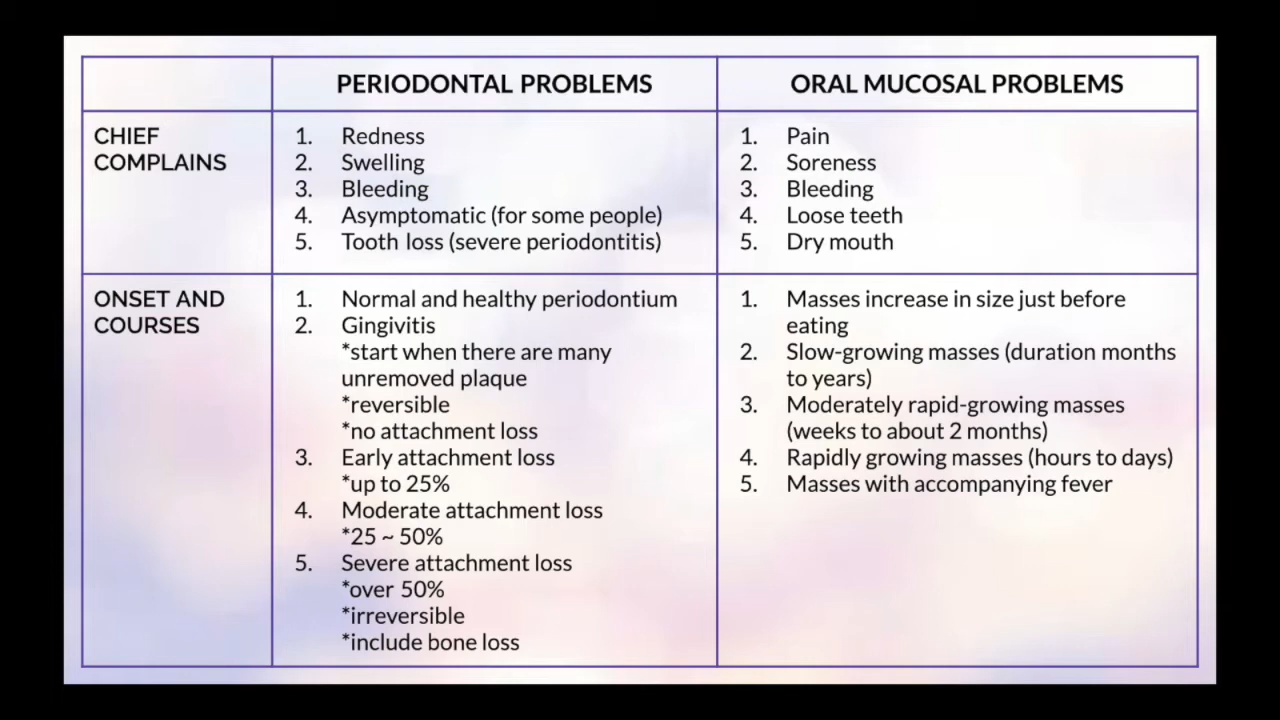 PERIODONTAL PROBLEMS
ORAL MUCOSAL PROBLEMS
CHIEF
COMPLAINS
1. Redness
2. Swelling
3. Bleeding
4. Asymptomatic (for some people)
5. Tooth loss (severe periodontitis)
1. Pain
2. Soreness
3. Bleeding
4. Loose teeth
5. Dry mouth
ONSET AND
COURSES
1. Normal and healthy periodontium
2. Gingivitis
*start when there are many
unremoved plaque
*reversible
*no attachment loss
3. Early attachment loss
*up to 25%
4. Moderate attachment loss
*25 ~ 50%
5. Severe attachment loss
*over 50%
*irreversible
*include bone loss
1. Masses increase in size just before
eating
2. Slow-growing masses (duration months
to years)
3. Moderately rapid-growing masses
(weeks to about 2 months)
4. Rapidly growing masses (hours to days)
5. Masses with accompanying fever